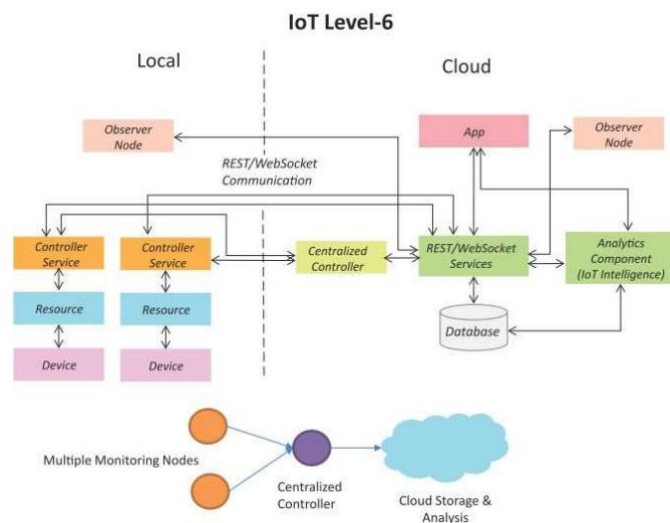 IoT Level-6
Local
Cloud
Observer
Node
App
Observer
Node
REST/WebSocket
Communication
Controller
Service
Controller
Service
Centralized
Controller
REST/WebSocket
Services
Analytics
Component
(IoT Intelligence)
Resource
Resource
Database
Device
Device
Multiple Monitoring Nodes
Centralized
Controller
Cloud Storage &
Analysis